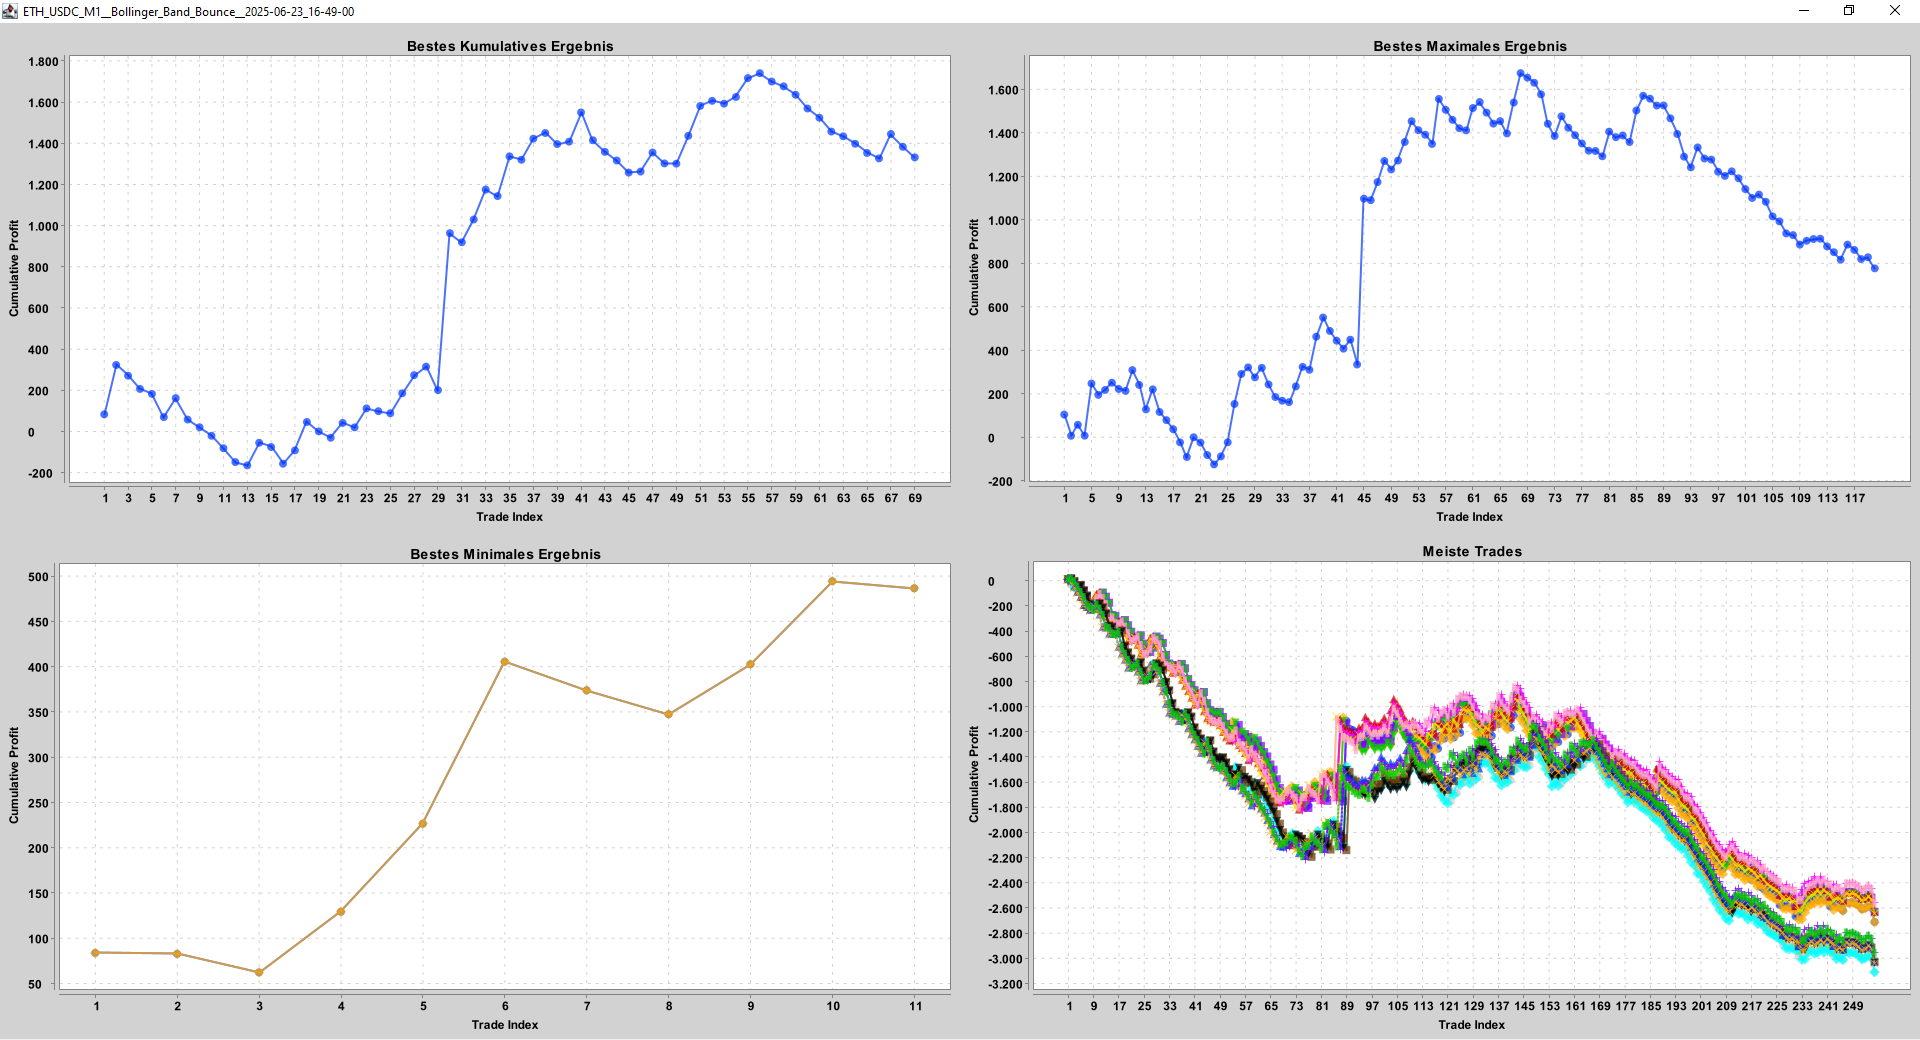 ETH_USDC_M1__Bollinger_Band_Bounce__2025-06-23_16-49-00
Bestes Kumulatives Ergebnis
Cumulative Profit
1.800
1.600
1.400
1.200
1.000
800
600
400
200
0
-200
1 3 5 7 9 11 13 15 17 19 21 23 25 27 29 31 33 35 37 39 41 43 45 47 49 51 53 55 57 59 61 63 65 67 69
Trade Index
Bestes Maximales Ergebnis
Cumulative Profit
1.600
1.400
1.200
1.000
800
600
400
200
0
-200
1 5 9 13 17 21 25 29 33 37 41 45 49 53 57 61 65 69 73 77 81 85 89 93 97 101 105 109 113 117
Trade Index
Bestes Minimales Ergebnis
Cumulative Profit
500
450
400
350
300
250
200
150
100
50
1 2 3 4 5 6 7 8 9 10 11
Trade Index
Meiste Trades
Cumulative Profit
0
-200
-400
-600
-800
-1.000
-1.200
-1.400
-1.600
-1.800
-2.000
-2.200
-2.400
-2.600
-2.800
-3.000
-3.200
1 9 17 25 33 41 49 57 65 73 81 89 97 105 113 121 129 137 145 153 161 169 177 185 193 201 209 217 225 233 241 249
Trade Index